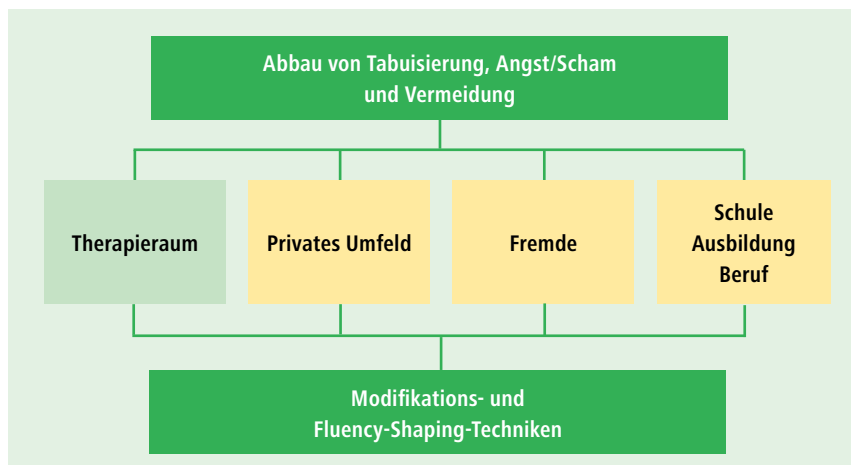 Abbau von Tabuisierung, Angst/Scham
und Vermeidung
Therapieraum
Privates Umfeld
Fremde
Schule
Ausbildung
Beruf
Modifikations- und
Fluency-Shaping-Techniken